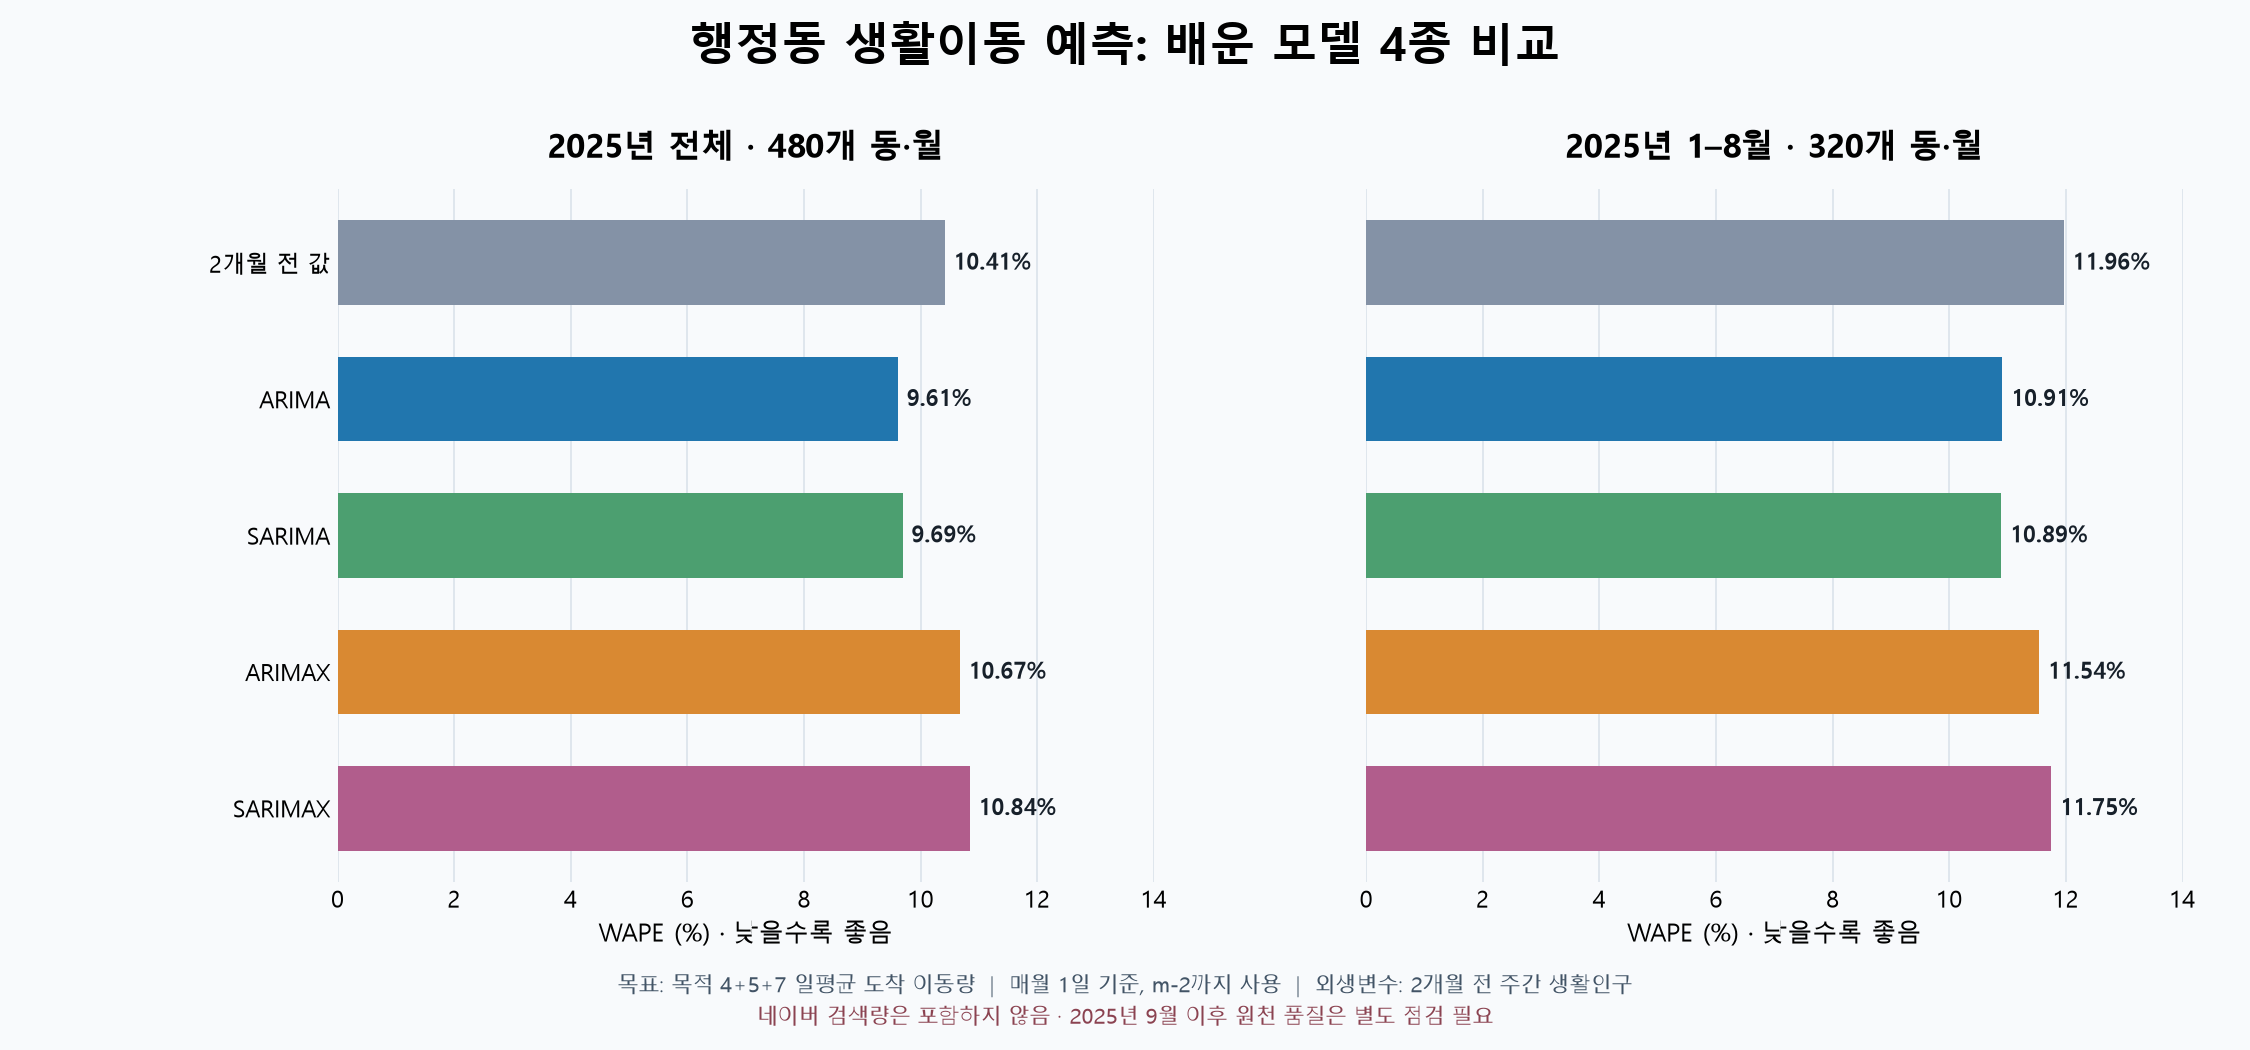 행정동 생활이동 예측: 배운 모델 4종 비교
2025년 전체 · 480개 동·월
2개월 전 값
10.41%
ARIMA
9.61%
SARIMA
9.69%
ARIMAX
10.67%
SARIMAX
10.84%
0 2 4 6 8 10 12 14
WAPE (%) · 낮을수록 좋음
2025년 1–8월 · 320개 동·월
11.96%
10.91%
10.89%
11.54%
11.75%
0 2 4 6 8 10 12 14
WAPE (%) · 낮을수록 좋음
목표: 목적 4+5+7 일평균 도착 이동량 | 매월 1일 기준, m-2까지 사용 | 외생변수: 2개월 전 주간 생활인구
네이버 검색량은 포함하지 않음 · 2025년 9월 이후 원천 품질은 별도 점검 필요